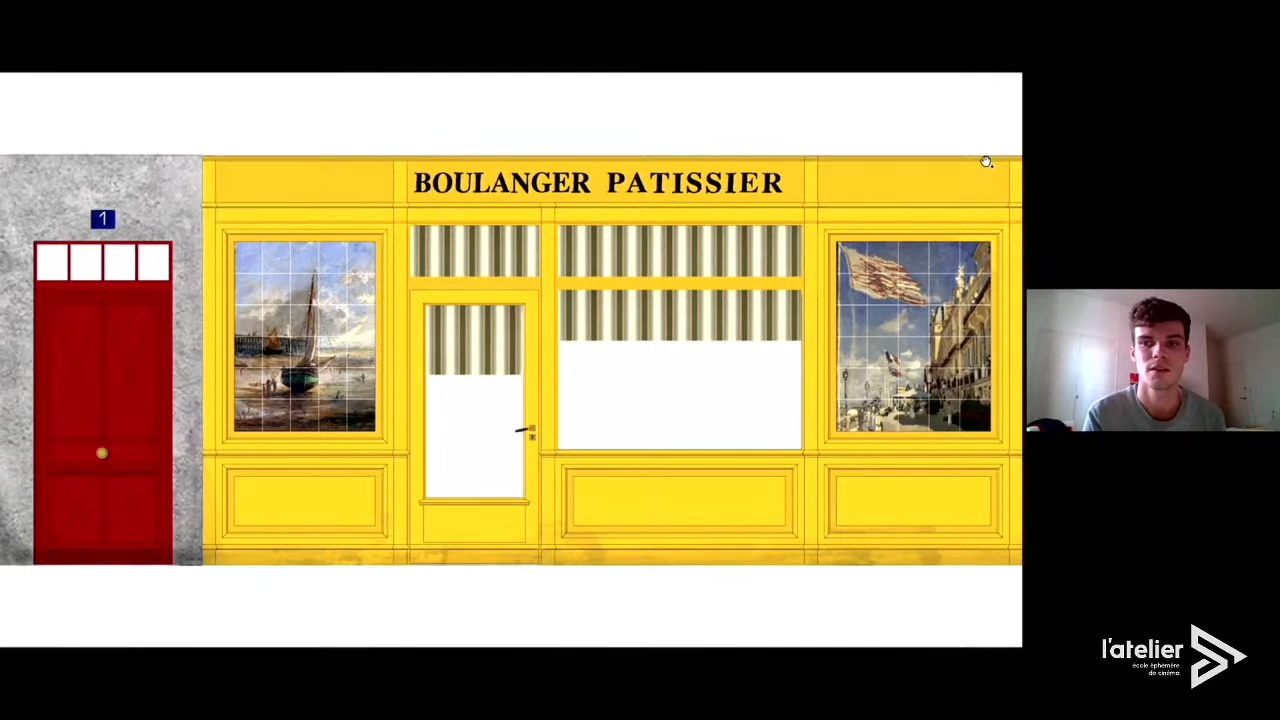 BOULANGER PATISSIER
1
l'atelier
école éphémère
de cinéma